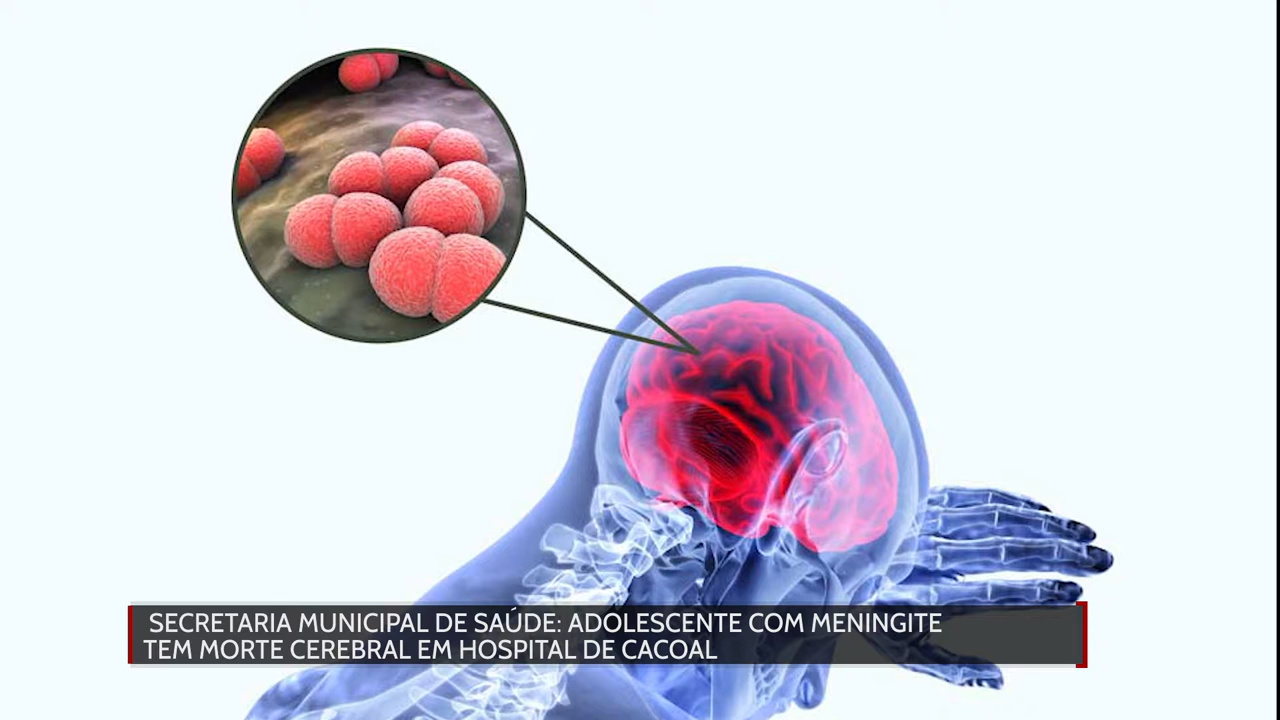 SECRETARIA MUNICIPAL DE SAÚDE: ADOLESCENTE COM MENINGITE
TEM MORTE CEREBRAL EM HOSPITAL DE CACOAL